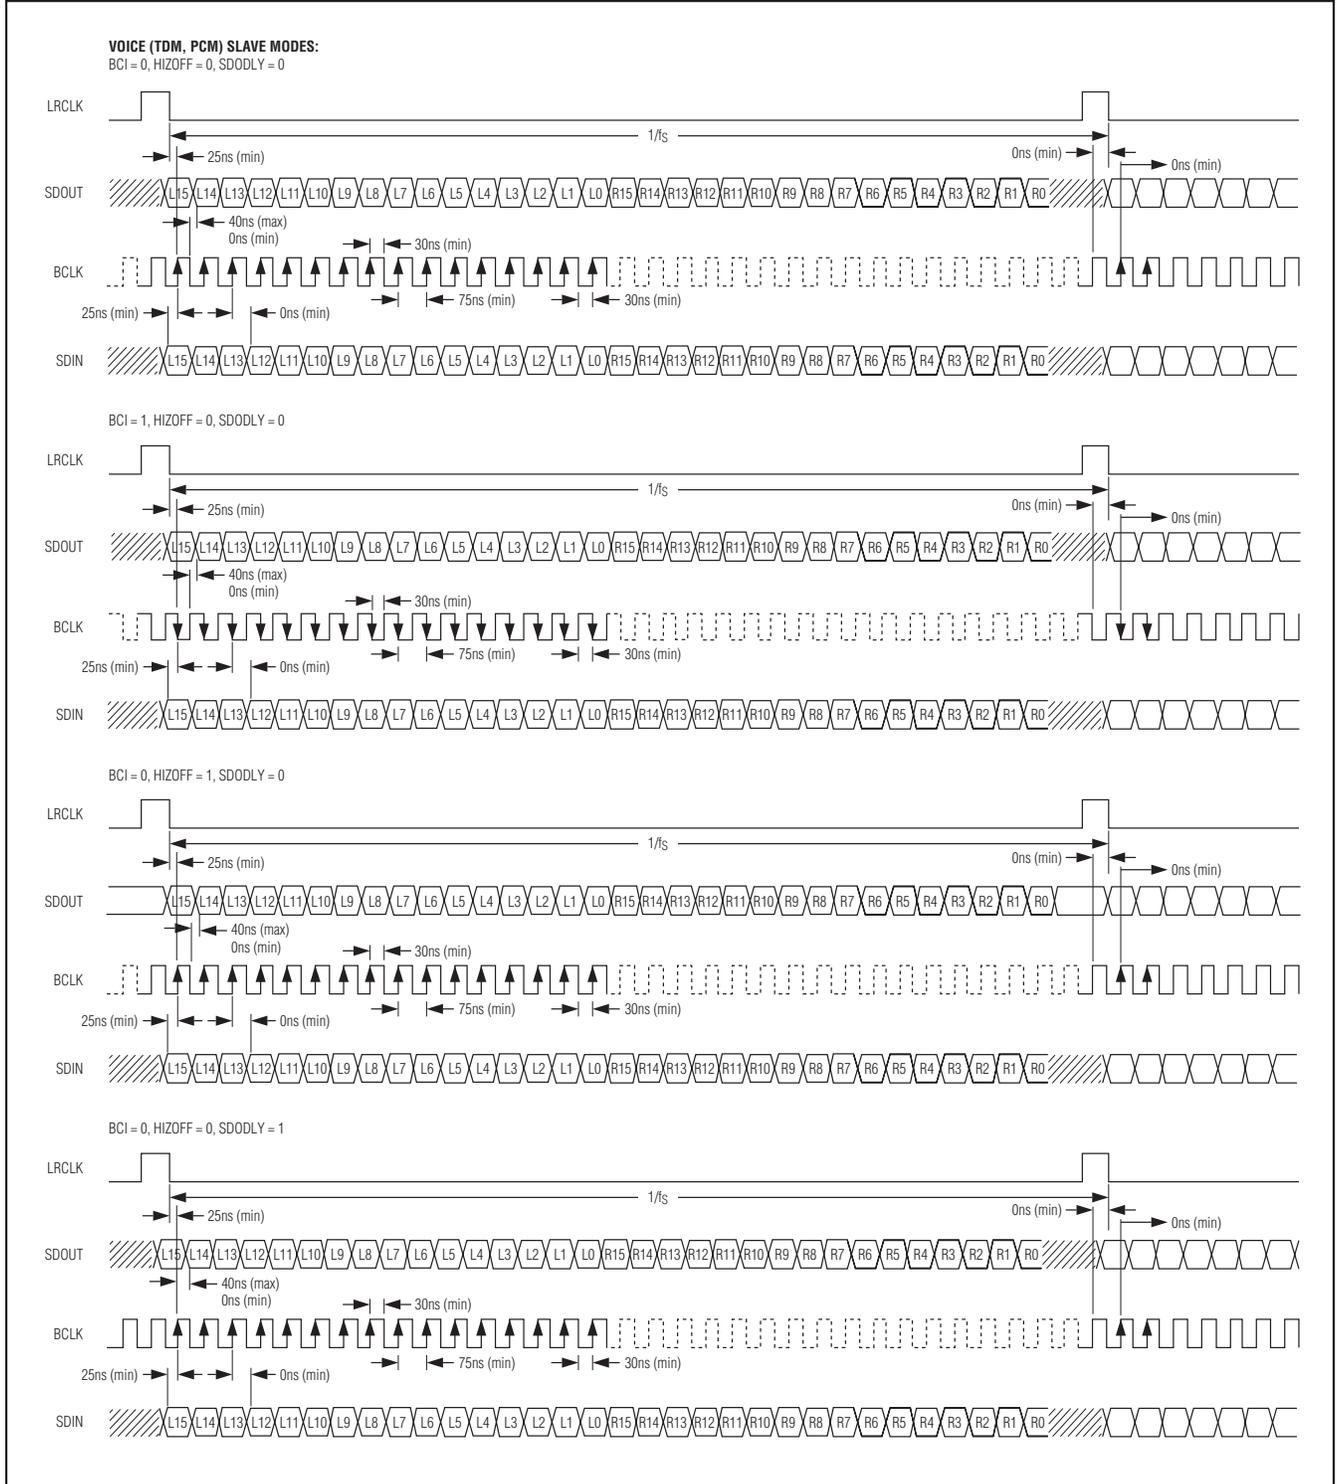 VOICE (TDM, PCM) SLAVE MODES:
BCI = 0, HIZOFF = 0, SDODLY = 0
LRCLK
1/fS
25ns (min) 0ns (min) 0ns (min)
SDOUT L15 L14 L13 L12 L11 L10 L9 L8 L7 L6 L5 L4 L3 L2 L1 L0 R15 R14 R13 R12 R11 R10 R9 R8 R7 R6 R5 R4 R3 R2 R1 R0
40ns (max)
0ns (min) 30ns (min)
BCLK
25ns (min) 0ns (min) 75ns (min) 30ns (min)
SDIN L15 L14 L13 L12 L11 L10 L9 L8 L7 L6 L5 L4 L3 L2 L1 L0 R15 R14 R13 R12 R11 R10 R9 R8 R7 R6 R5 R4 R3 R2 R1 R0
BCI = 1, HIZOFF = 0, SDODLY = 0
LRCLK
1/fS
25ns (min) 0ns (min) 0ns (min)
SDOUT L15 L14 L13 L12 L11 L10 L9 L8 L7 L6 L5 L4 L3 L2 L1 L0 R15 R14 R13 R12 R11 R10 R9 R8 R7 R6 R5 R4 R3 R2 R1 R0
40ns (max)
0ns (min) 30ns (min)
BCLK
25ns (min) 0ns (min) 75ns (min) 30ns (min)
SDIN L15 L14 L13 L12 L11 L10 L9 L8 L7 L6 L5 L4 L3 L2 L1 L0 R15 R14 R13 R12 R11 R10 R9 R8 R7 R6 R5 R4 R3 R2 R1 R0
BCI = 0, HIZOFF = 1, SDODLY = 0
LRCLK
1/fS
25ns (min) 0ns (min) 0ns (min)
SDOUT L15 L14 L13 L12 L11 L10 L9 L8 L7 L6 L5 L4 L3 L2 L1 L0 R15 R14 R13 R12 R11 R10 R9 R8 R7 R6 R5 R4 R3 R2 R1 R0
40ns (max)
0ns (min) 30ns (min)
BCLK
25ns (min) 0ns (min) 75ns (min) 30ns (min)
SDIN L15 L14 L13 L12 L11 L10 L9 L8 L7 L6 L5 L4 L3 L2 L1 L0 R15 R14 R13 R12 R11 R10 R9 R8 R7 R6 R5 R4 R3 R2 R1 R0
BCI = 0, HIZOFF = 0, SDODLY = 1
LRCLK
1/fS
25ns (min) 0ns (min) 0ns (min)
SDOUT L15 L14 L13 L12 L11 L10 L9 L8 L7 L6 L5 L4 L3 L2 L1 L0 R15 R14 R13 R12 R11 R10 R9 R8 R7 R6 R5 R4 R3 R2 R1 R0
40ns (max)
0ns (min) 30ns (min)
BCLK
25ns (min) 0ns (min) 75ns (min) 30ns (min)
SDIN L15 L14 L13 L12 L11 L10 L9 L8 L7 L6 L5 L4 L3 L2 L1 L0 R15 R14 R13 R12 R11 R10 R9 R8 R7 R6 R5 R4 R3 R2 R1 R0